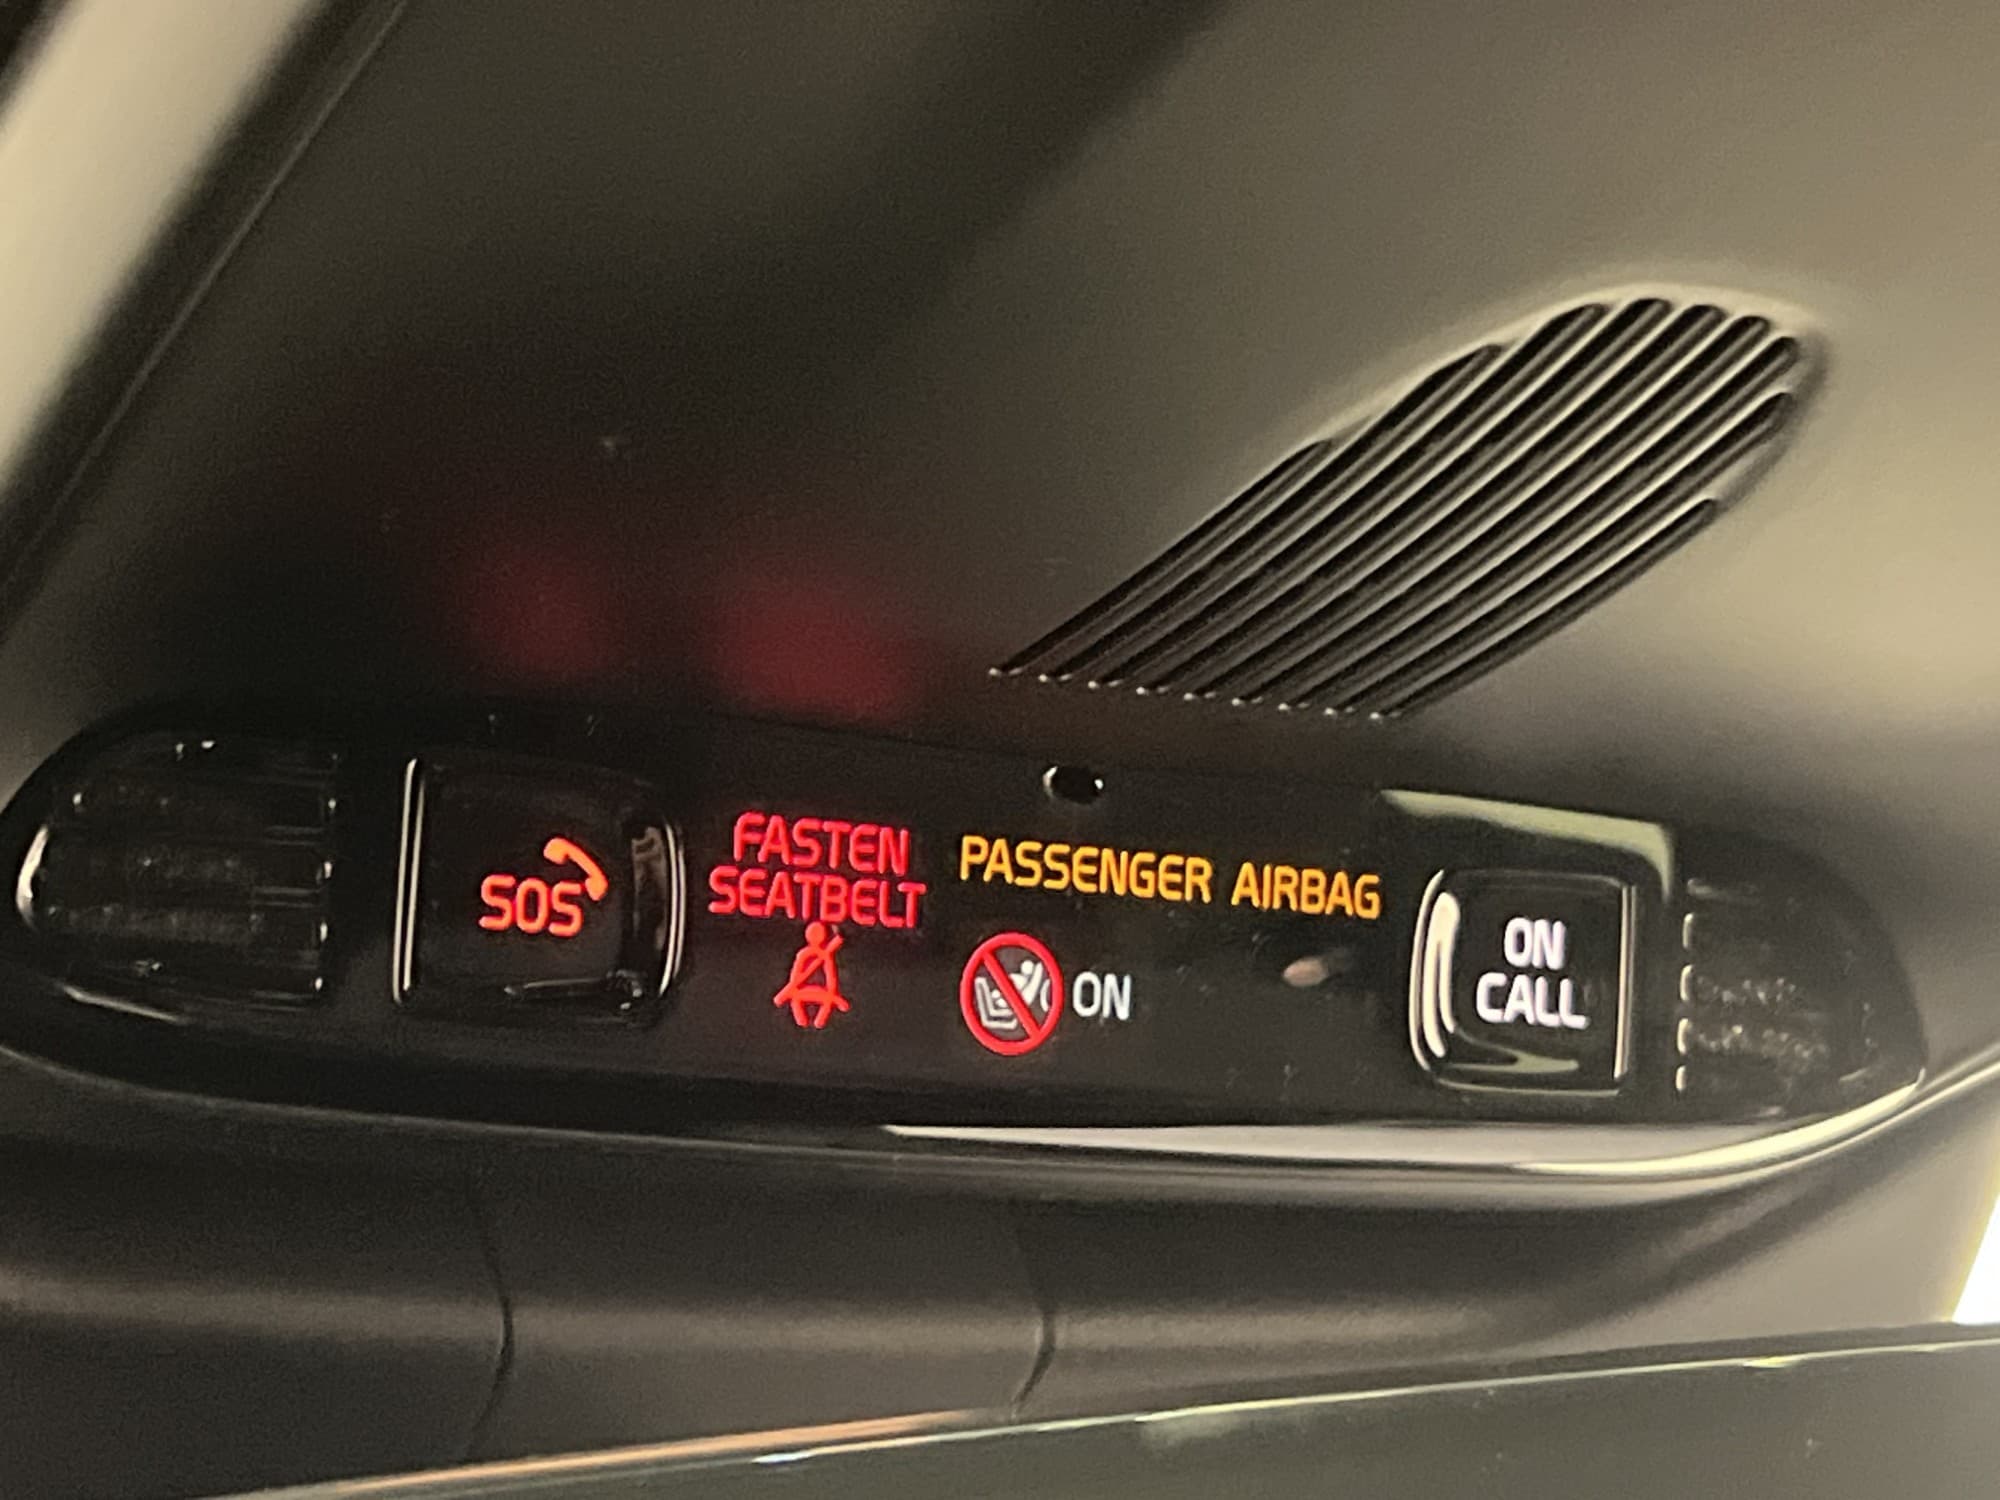 SOS
FASTEN
SEATBELT
PASSENGER AIRBAG
ON
ON
CALL